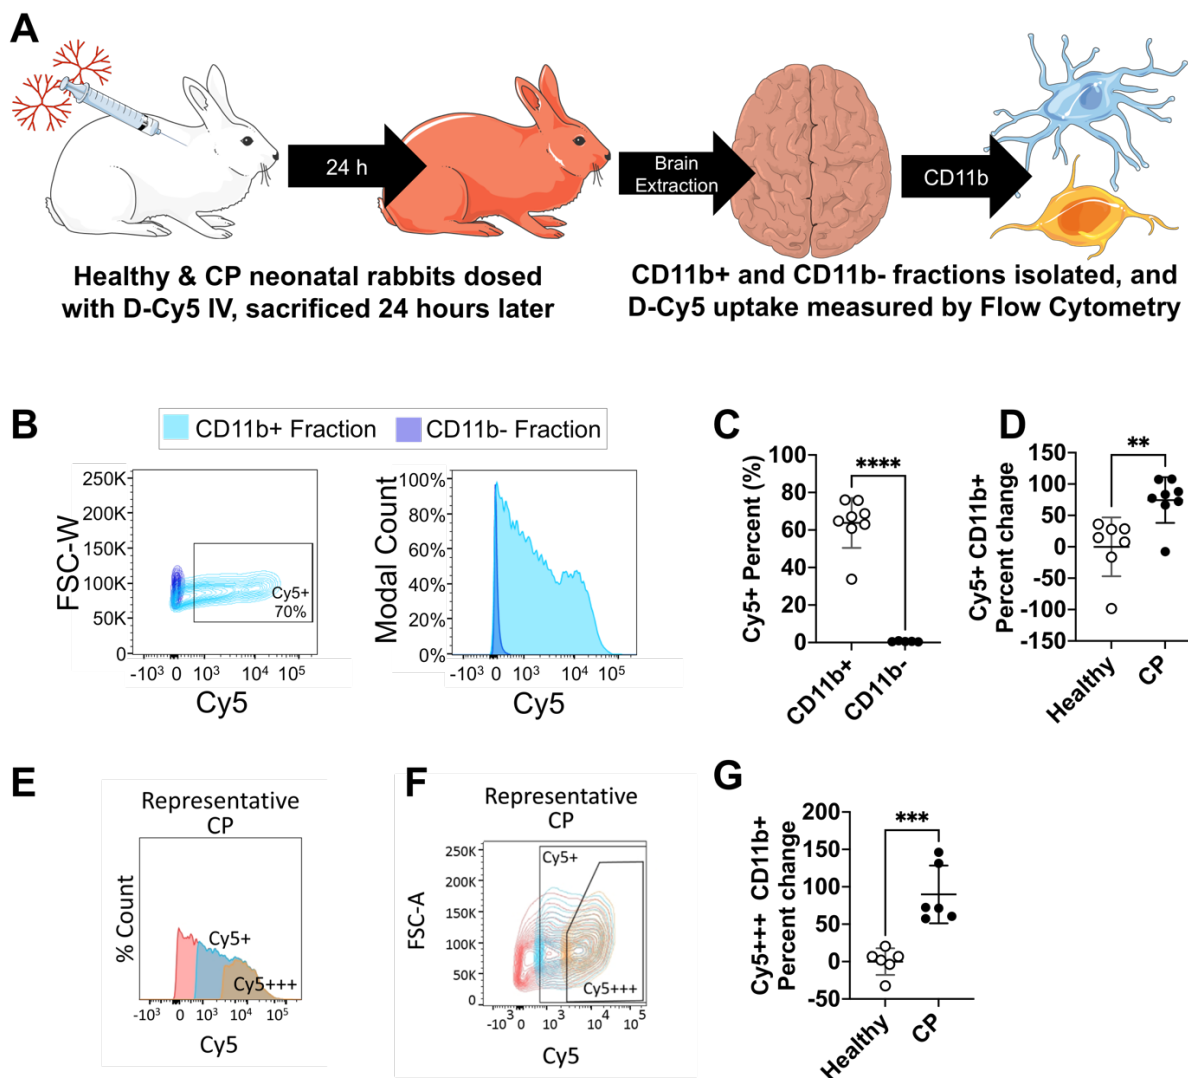 A
24 h
Brain
Extraction
CD11b
Healthy & CP neonatal rabbits dosed
with D-Cy5 IV, sacrificed 24 hours later
CD11b+ and CD11b- fractions isolated, and
D-Cy5 uptake measured by Flow Cytometry
B
CD11b+ Fraction
CD11b- Fraction
FSC-W
250K
200K
150K
100K
50K
0
Cy5+
70%
-10³ 0 10³ 10⁴ 10⁵
Cy5
Modal Count
100%
80%
60%
40%
20%
0%
-10³ 0 10³ 10⁴ 10⁵
Cy5
C
Cy5+ Percent (%)
100
80
60
40
20
0
****
CD11b+
CD11b-
D
Cy5+ CD11b+
Percent change
150
100
50
0
-50
-100
-150
**
Healthy
CP
E
Representative
CP
% Count
Cy5+
Cy5+++
-10³ 0 10³ 10⁴ 10⁵
Cy5
F
Representative
CP
FSC-A
250K
200K
150K
100K
50K
0
Cy5+
Cy5+++
-10³ 0 10³ 10⁴ 10⁵
Cy5
G
Cy5+++ CD11b+
Percent change
200
150
100
50
0
-50
***
Healthy
CP